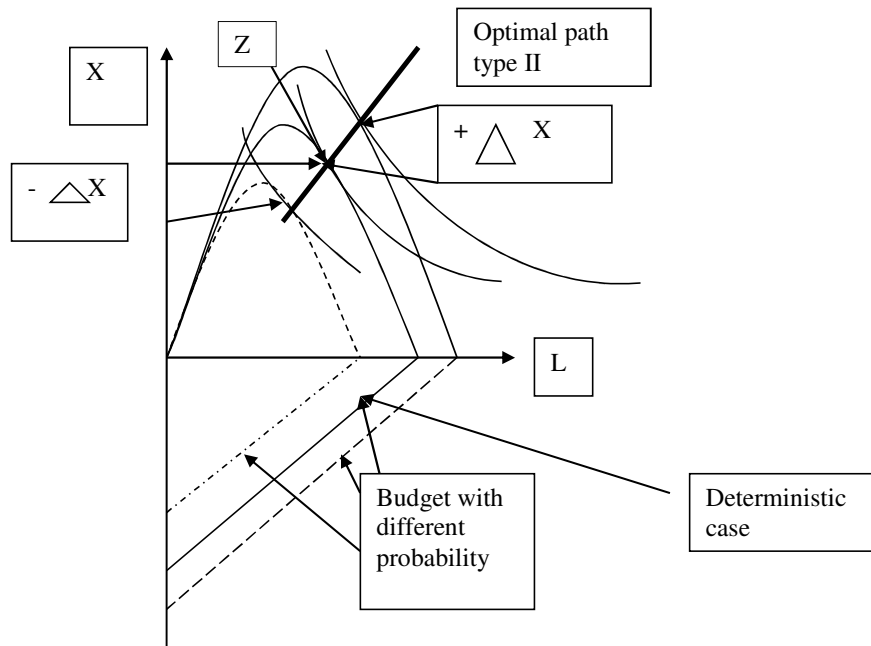 Z
Optimal path
type II
X
+ △ X
- △ X
L
Budget with
different
probability
Deterministic
case